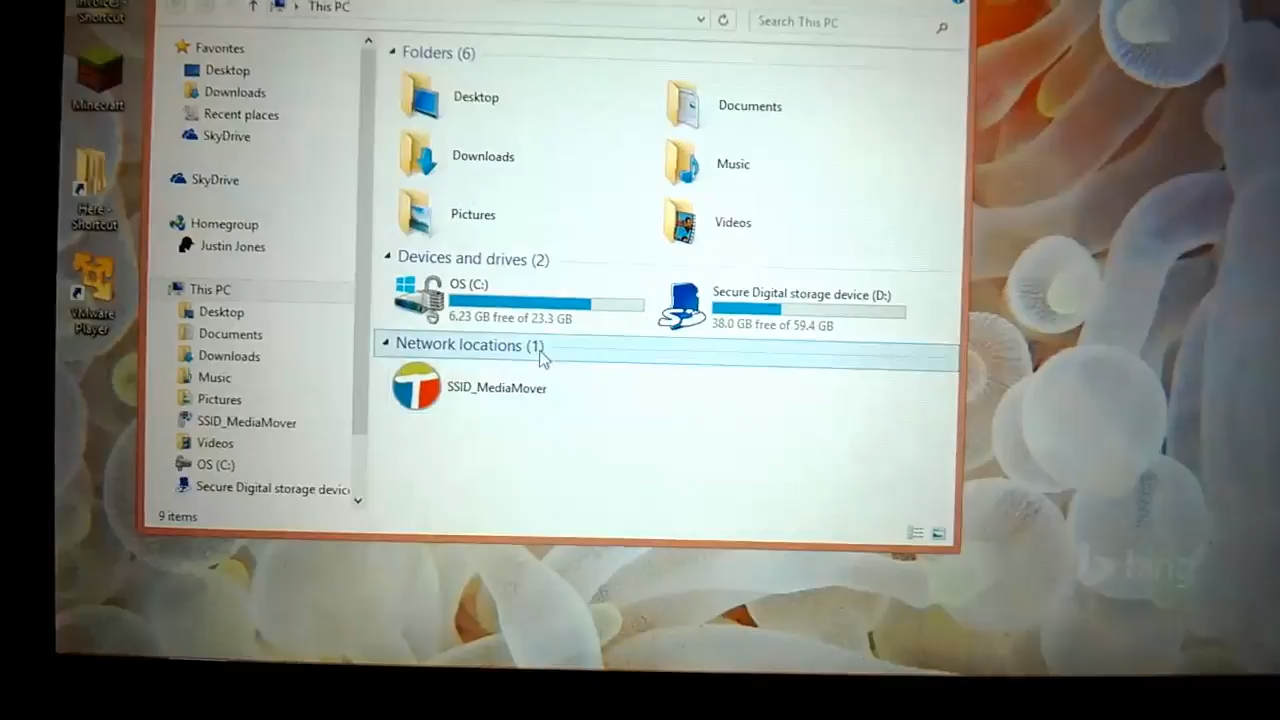 Invoices -
Shortcut
Minecraft
Here -
Shortcut
VMware
Player
This PC
Search This PC
Favorites
Desktop
Downloads
Recent places
SkyDrive
SkyDrive
Homegroup
Justin Jones
This PC
Desktop
Documents
Downloads
Music
Pictures
SSID_MediaMover
Videos
OS (C:)
Secure Digital storage devic
9 items
Folders (6)
Desktop
Documents
Downloads
Music
Pictures
Videos
Devices and drives (2)
OS (C:)
6.23 GB free of 23.3 GB
Secure Digital storage device (D:)
38.0 GB free of 59.4 GB
Network locations (1)
SSID_MediaMover
bing